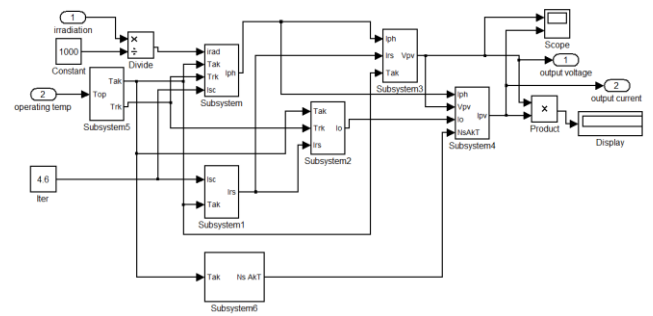 1
irradiation
1000
Constant
×
÷
Divide
2
operating temp
Top
Tak
Trk
Subsystem5
irad
Tak
Trk
isc
Iph
Subsystem
4.6
Iter
Isc
Tak
Irs
Subsystem1
Tak
Trk
Irs
Io
Subsystem2
Iph
Irs
Tak
Vpv
Subsystem3
Iph
Vpv
Io
NsAkT
Ipv
Subsystem4
Tak
Ns AkT
Subsystem6
Scope
1
output voltage
2
output current
×
Product
Display